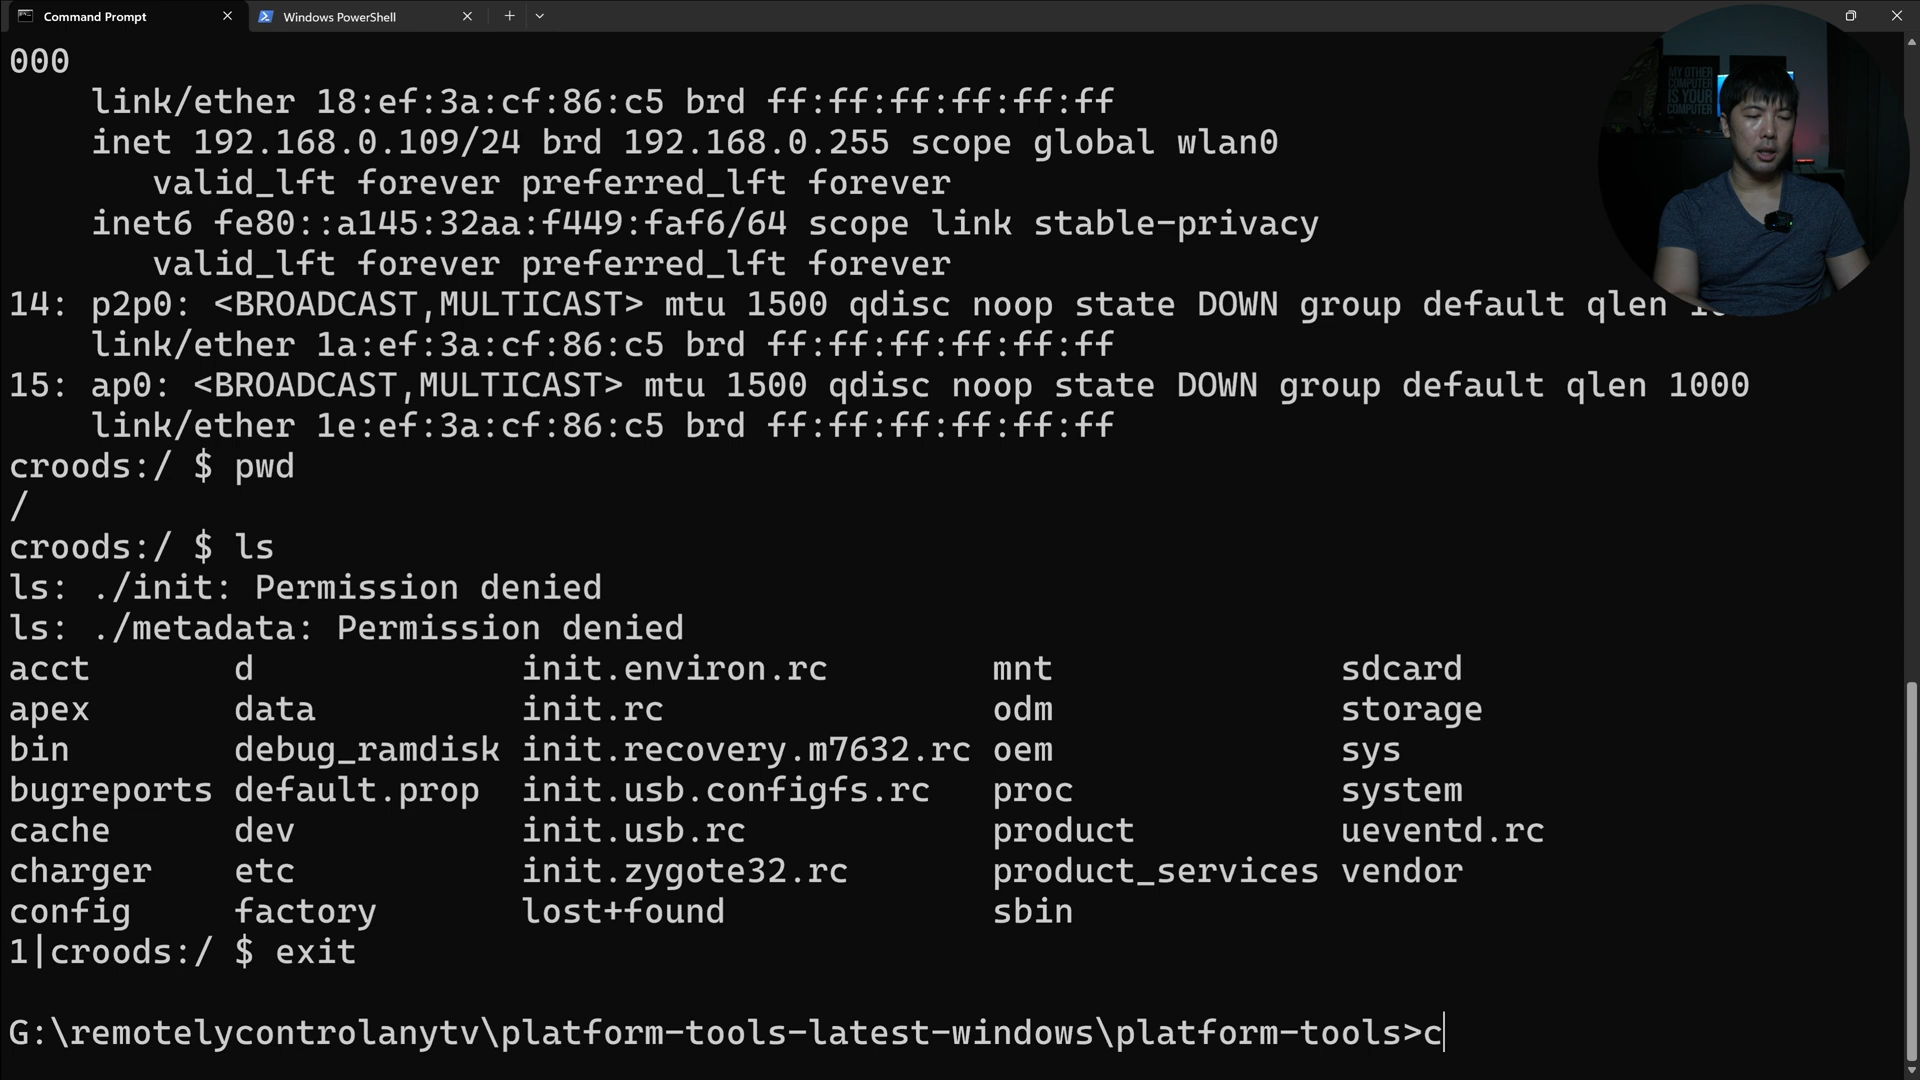 Command Prompt
Windows PowerShell
000
link/ether 18:ef:3a:cf:86:c5 brd ff:ff:ff:ff:ff:ff
inet 192.168.0.109/24 brd 192.168.0.255 scope global wlan0
valid_lft forever preferred_lft forever
inet6 fe80::a145:32aa:f449:faf6/64 scope link stable-privacy
valid_lft forever preferred_lft forever
14: p2p0: <BROADCAST,MULTICAST> mtu 1500 qdisc noop state DOWN group default qlen
link/ether 1a:ef:3a:cf:86:c5 brd ff:ff:ff:ff:ff:ff
15: ap0: <BROADCAST,MULTICAST> mtu 1500 qdisc noop state DOWN group default qlen 1000
link/ether 1e:ef:3a:cf:86:c5 brd ff:ff:ff:ff:ff:ff
croods:/ $ pwd
/
croods:/ $ ls
ls: ./init: Permission denied
ls: ./metadata: Permission denied
acct d init.environ.rc mnt sdcard
apex data init.rc odm storage
bin debug_ramdisk init.recovery.m7632.rc oem sys
bugreports default.prop init.usb.configfs.rc proc system
cache dev init.usb.rc product ueventd.rc
charger etc init.zygote32.rc product_services vendor
config factory lost+found sbin
1|croods:/ $ exit
G:\remotelycontrolanytv\platform-tools-latest-windows\platform-tools>c
MY OTHER
COMPUTER
IS YOUR
COMPUTER